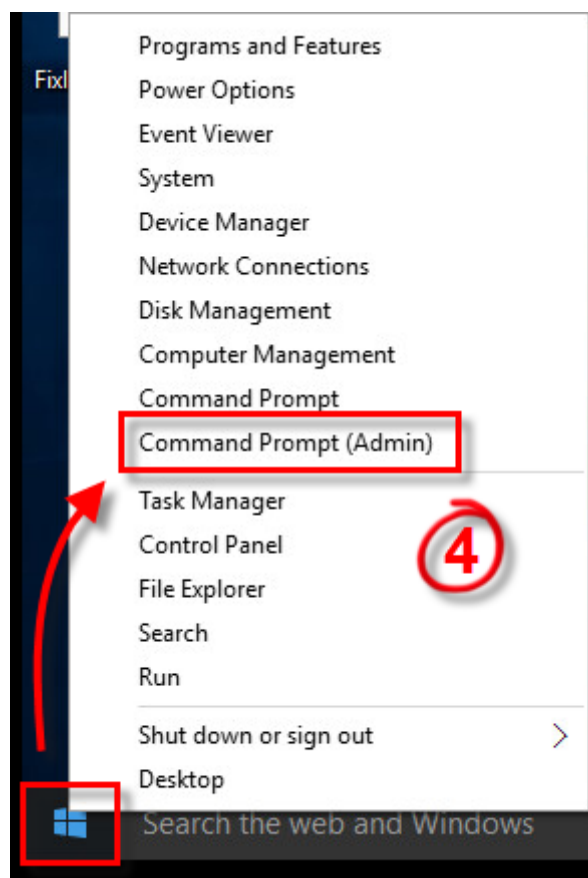 Programs and Features
Fixl
Power Options
Event Viewer
System
Device Manager
Network Connections
Disk Management
Computer Management
Command Prompt
Command Prompt (Admin)
Task Manager
4
Control Panel
File Explorer
Search
Run
Shut down or sign out
Desktop
Search the web and Windows